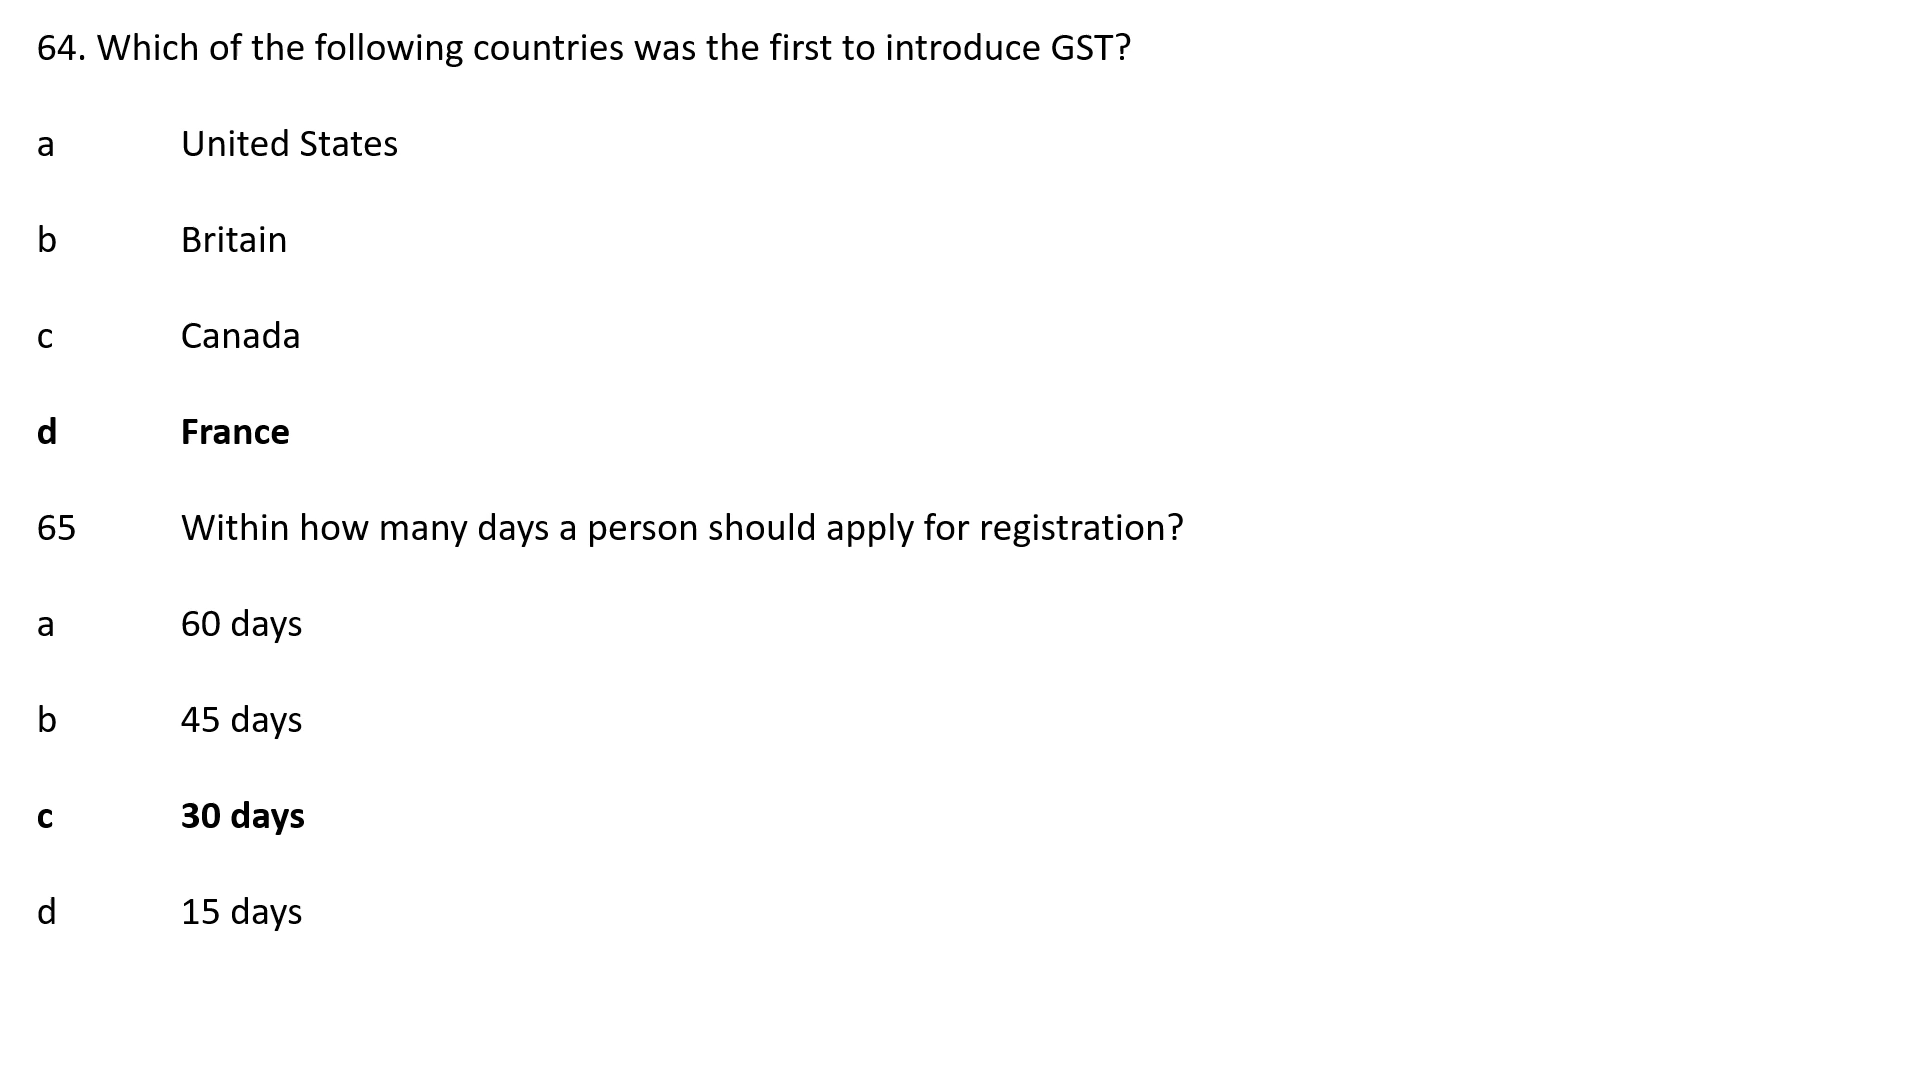 64. Which of the following countries was the first to introduce GST?
a United States
b Britain
c Canada
d France
65 Within how many days a person should apply for registration?
a 60 days
b 45 days
c 30 days
d 15 days